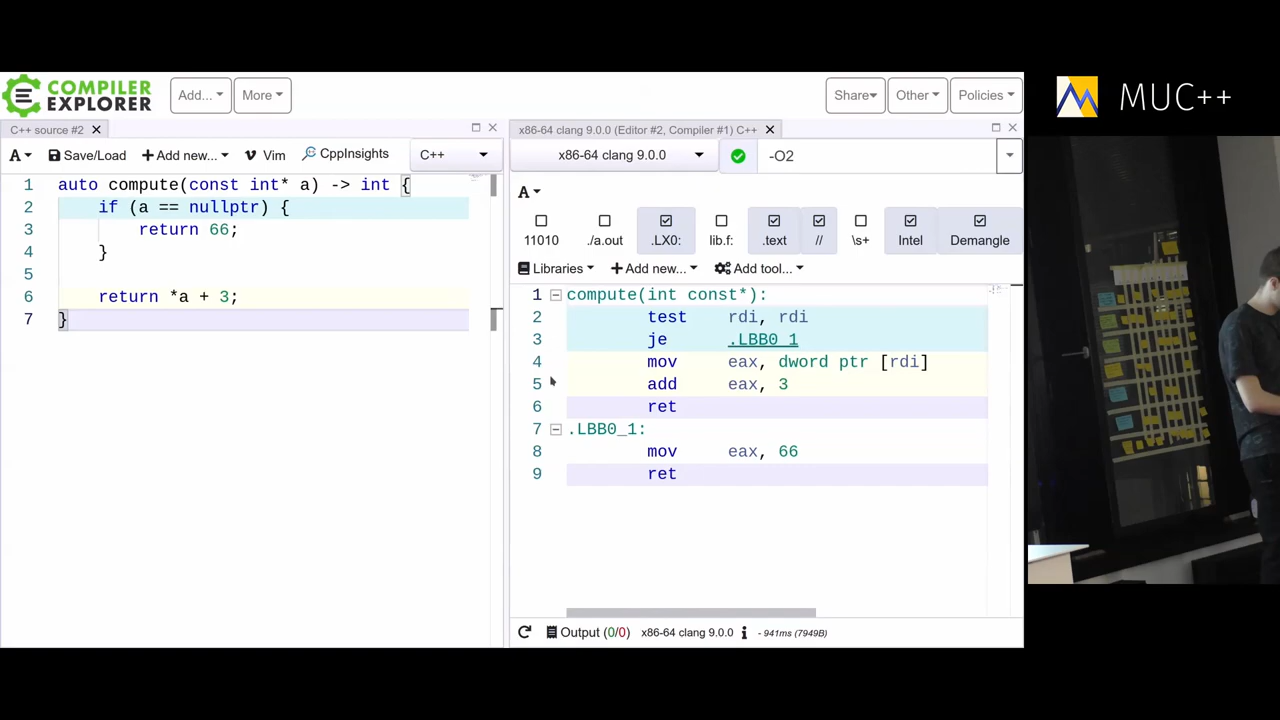 COMPILER
EXPLORER
Add...
More
Share
Other
Policies
MUC++
C++ source #2
x86-64 clang 9.0.0 (Editor #2, Compiler #1) C++
A
Save/Load
Add new...
Vim
CppInsights
C++
x86-64 clang 9.0.0
-O2
1 auto compute(const int* a) -> int {
2 if (a == nullptr) {
3 return 66;
4 }
5
6 return *a + 3;
7 }
A
11010
./a.out
.LX0:
lib.f:
.text
//
\s+
Intel
Demangle
Libraries
Add new...
Add tool...
1 compute(int const*):
2 test rdi, rdi
3 je .LBB0_1
4 mov eax, dword ptr [rdi]
5 add eax, 3
6 ret
7 .LBB0_1:
8 mov eax, 66
9 ret
Output (0/0) x86-64 clang 9.0.0 i - 941ms (7949B)